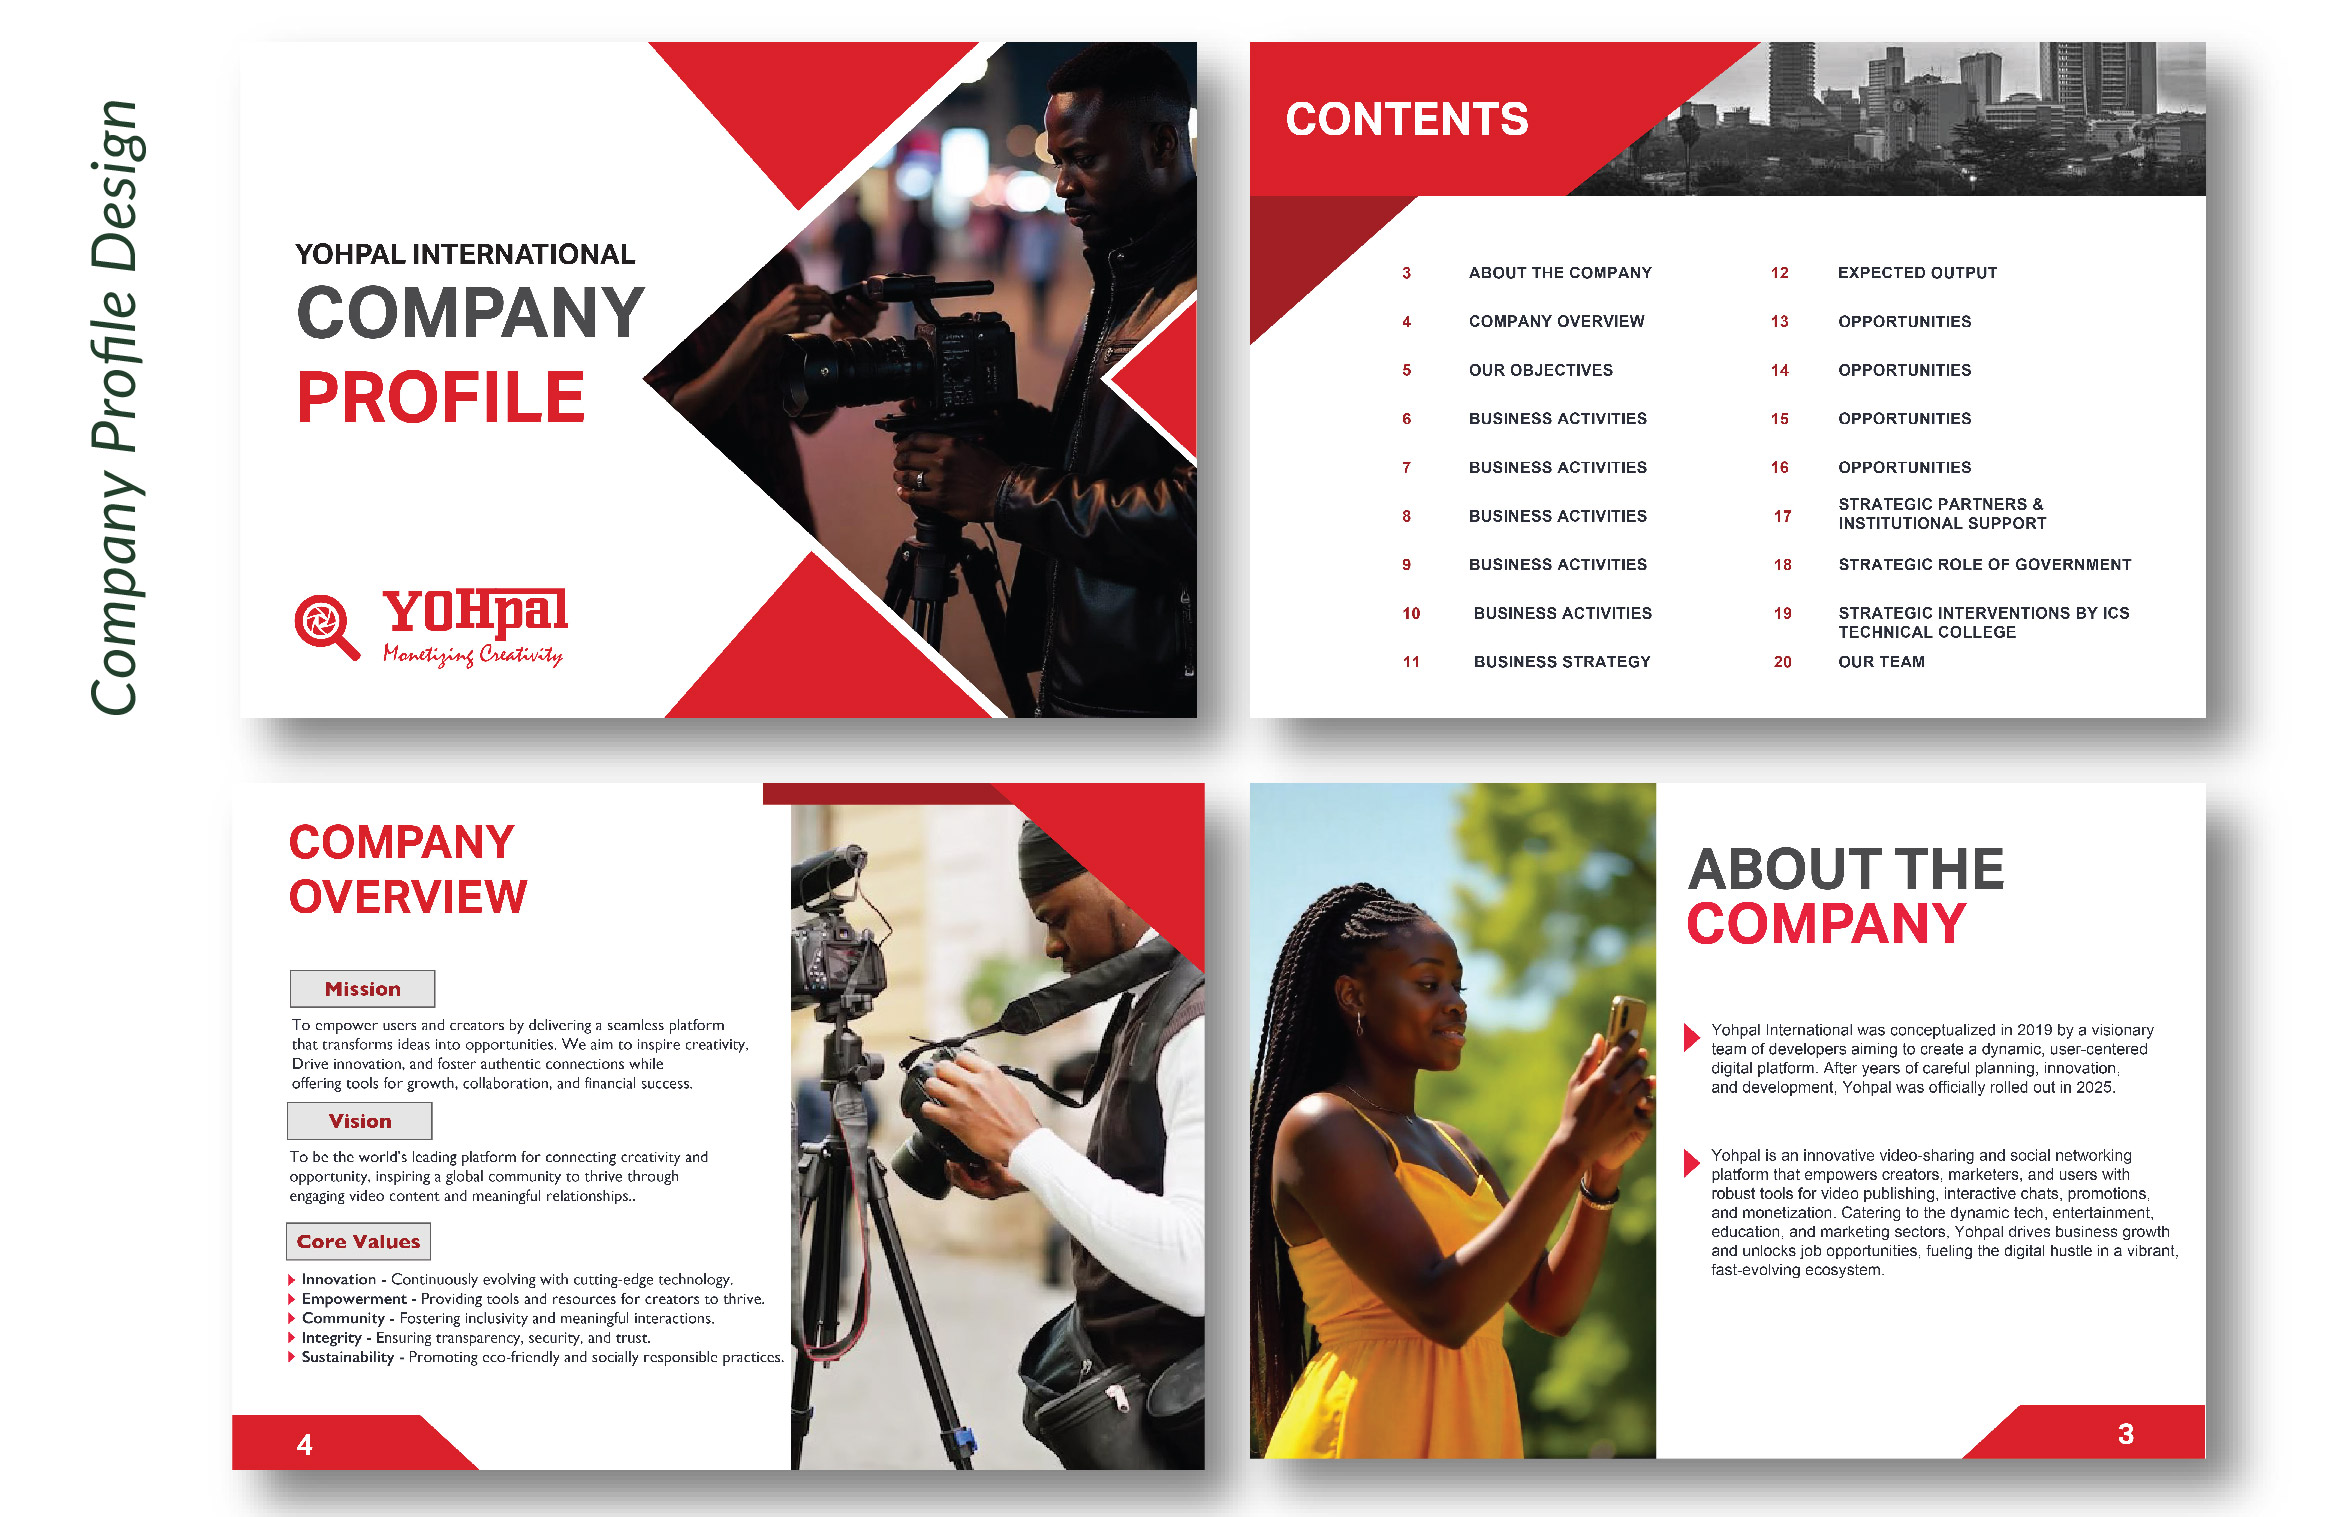 Company Profile Design
YOHPAL INTERNATIONAL
COMPANY
PROFILE
YOHpal
Monetizing Creativity
CONTENTS
3 ABOUT THE COMPANY
4 COMPANY OVERVIEW
5 OUR OBJECTIVES
6 BUSINESS ACTIVITIES
7 BUSINESS ACTIVITIES
8 BUSINESS ACTIVITIES
9 BUSINESS ACTIVITIES
10 BUSINESS ACTIVITIES
11 BUSINESS STRATEGY
12 EXPECTED OUTPUT
13 OPPORTUNITIES
14 OPPORTUNITIES
15 OPPORTUNITIES
16 OPPORTUNITIES
17 STRATEGIC PARTNERS &
INSTITUTIONAL SUPPORT
18 STRATEGIC ROLE OF GOVERNMENT
19 STRATEGIC INTERVENTIONS BY ICS
TECHNICAL COLLEGE
20 OUR TEAM
COMPANY
OVERVIEW
Mission
To empower users and creators by delivering a seamless platform
that transforms ideas into opportunities. We aim to inspire creativity,
Drive innovation, and foster authentic connections while
offering tools for growth, collaboration, and financial success.
Vision
To be the world's leading platform for connecting creativity and
opportunity, inspiring a global community to thrive through
engaging video content and meaningful relationships..
Core Values
Innovation - Continuously evolving with cutting-edge technology.
Empowerment - Providing tools and resources for creators to thrive.
Community - Fostering inclusivity and meaningful interactions.
Integrity - Ensuring transparency, security, and trust.
Sustainability - Promoting eco-friendly and socially responsible practices.
4
ABOUT THE
COMPANY
Yohpal International was conceptualized in 2019 by a visionary
team of developers aiming to create a dynamic, user-centered
digital platform. After years of careful planning, innovation,
and development, Yohpal was officially rolled out in 2025.
Yohpal is an innovative video-sharing and social networking
platform that empowers creators, marketers, and users with
robust tools for video publishing, interactive chats, promotions,
and monetization. Catering to the dynamic tech, entertainment,
education, and marketing sectors, Yohpal drives business growth
and unlocks job opportunities, fueling the digital hustle in a vibrant,
fast-evolving ecosystem.
3